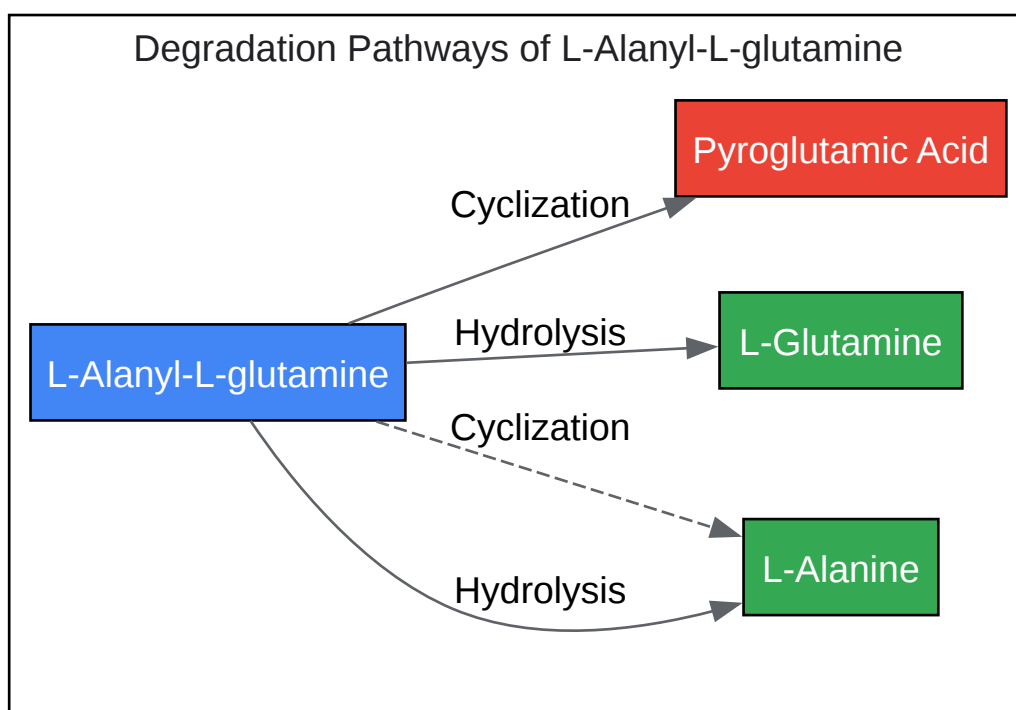 Degradation Pathways of L-Alanyl-L-glutamine
Pyroglutamic Acid
Cyclization
Hydrolysis
L-Glutamine
L-Alanyl-L-glutamine
Cyclization
L-Alanine
Hydrolysis